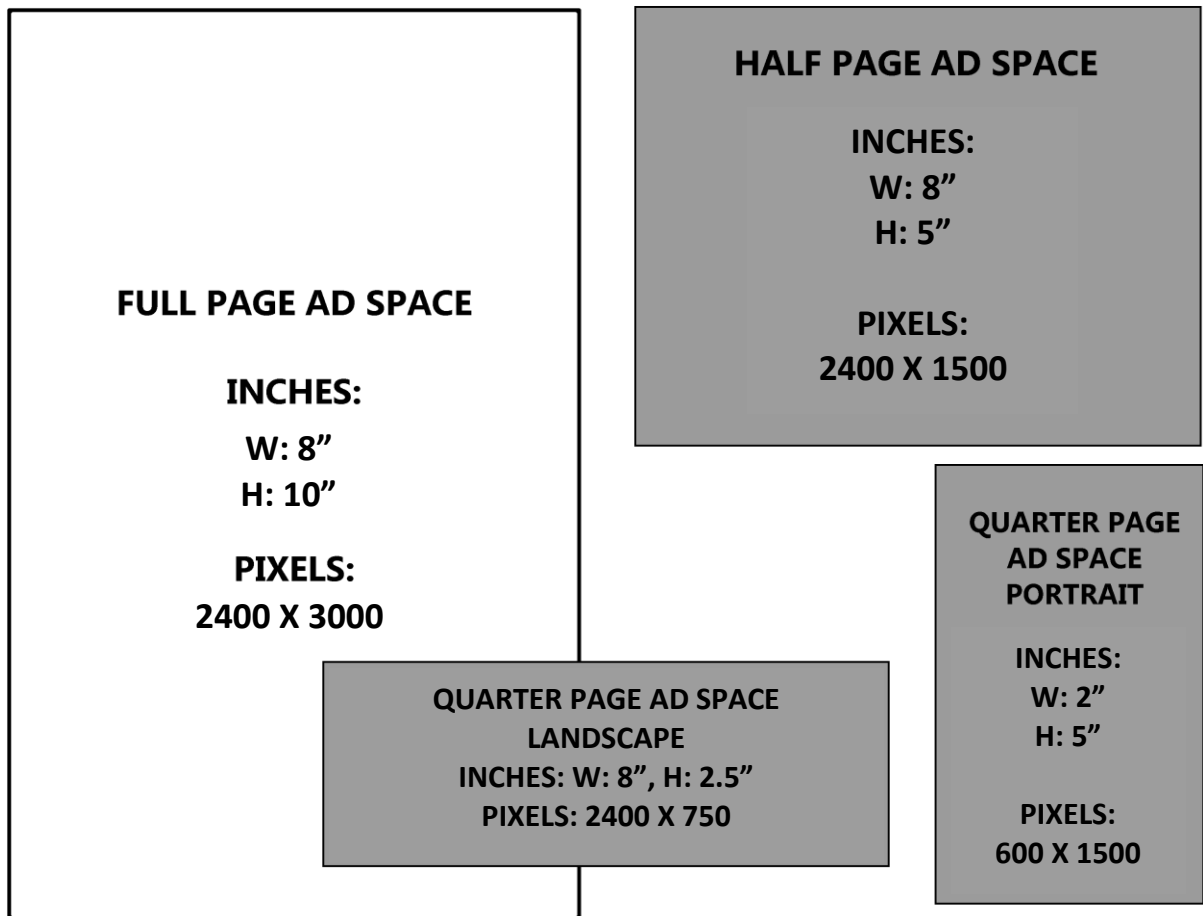 FULL PAGE AD SPACE
INCHES:
W: 8”
H: 10”
PIXELS:
2400 X 3000
HALF PAGE AD SPACE
INCHES:
W: 8”
H: 5”
PIXELS:
2400 X 1500
QUARTER PAGE AD SPACE
LANDSCAPE
INCHES: W: 8”, H: 2.5”
PIXELS: 2400 X 750
QUARTER PAGE
AD SPACE
PORTRAIT
INCHES:
W: 2”
H: 5”
PIXELS:
600 X 1500